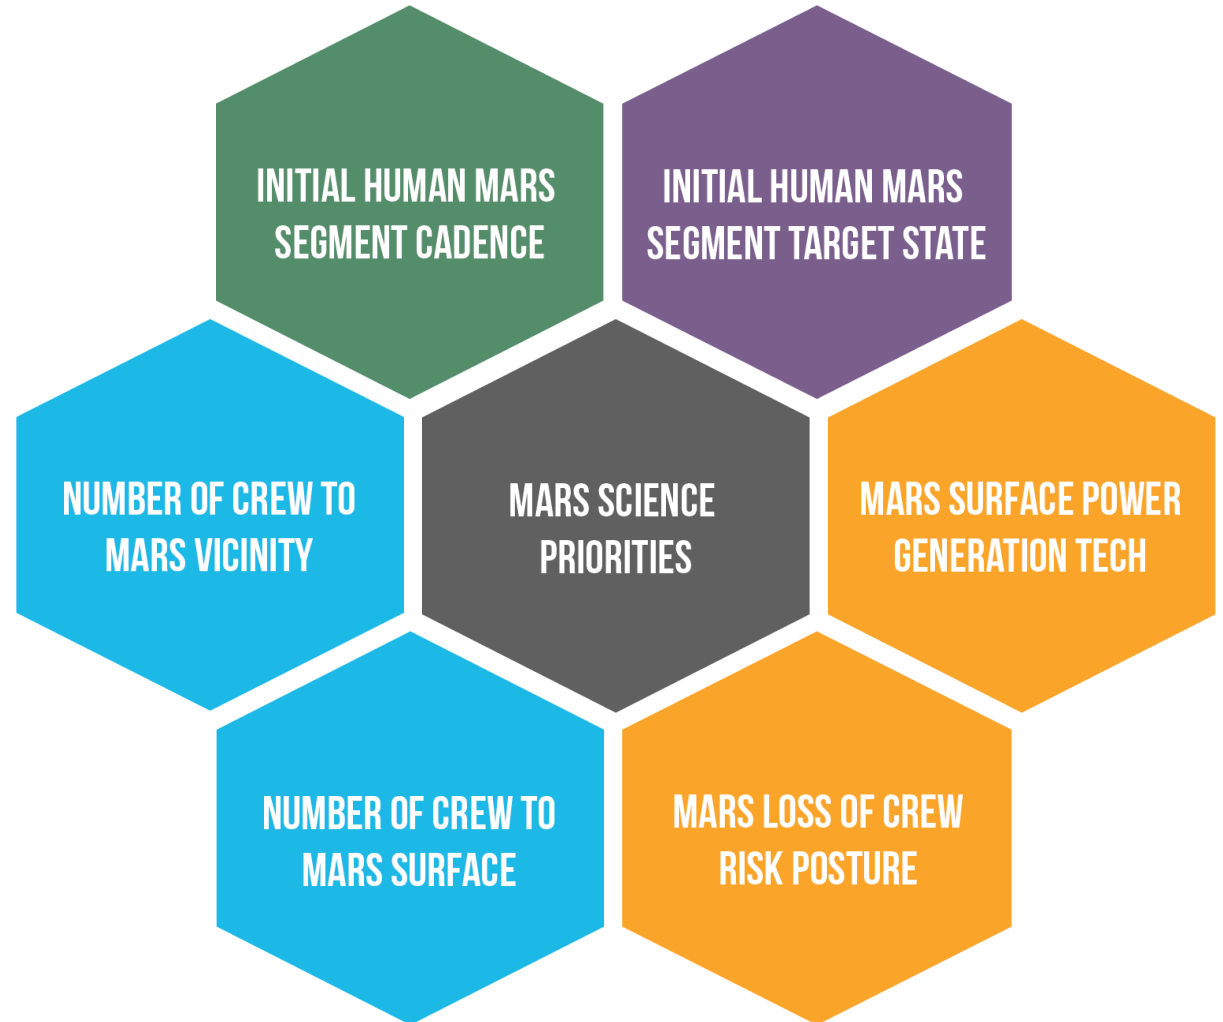 INITIAL HUMAN MARS
SEGMENT CADENCE
INITIAL HUMAN MARS
SEGMENT TARGET STATE
NUMBER OF CREW TO
MARS VICINITY
MARS SCIENCE
PRIORITIES
MARS SURFACE POWER
GENERATION TECH
NUMBER OF CREW TO
MARS SURFACE
MARS LOSS OF CREW
RISK POSTURE